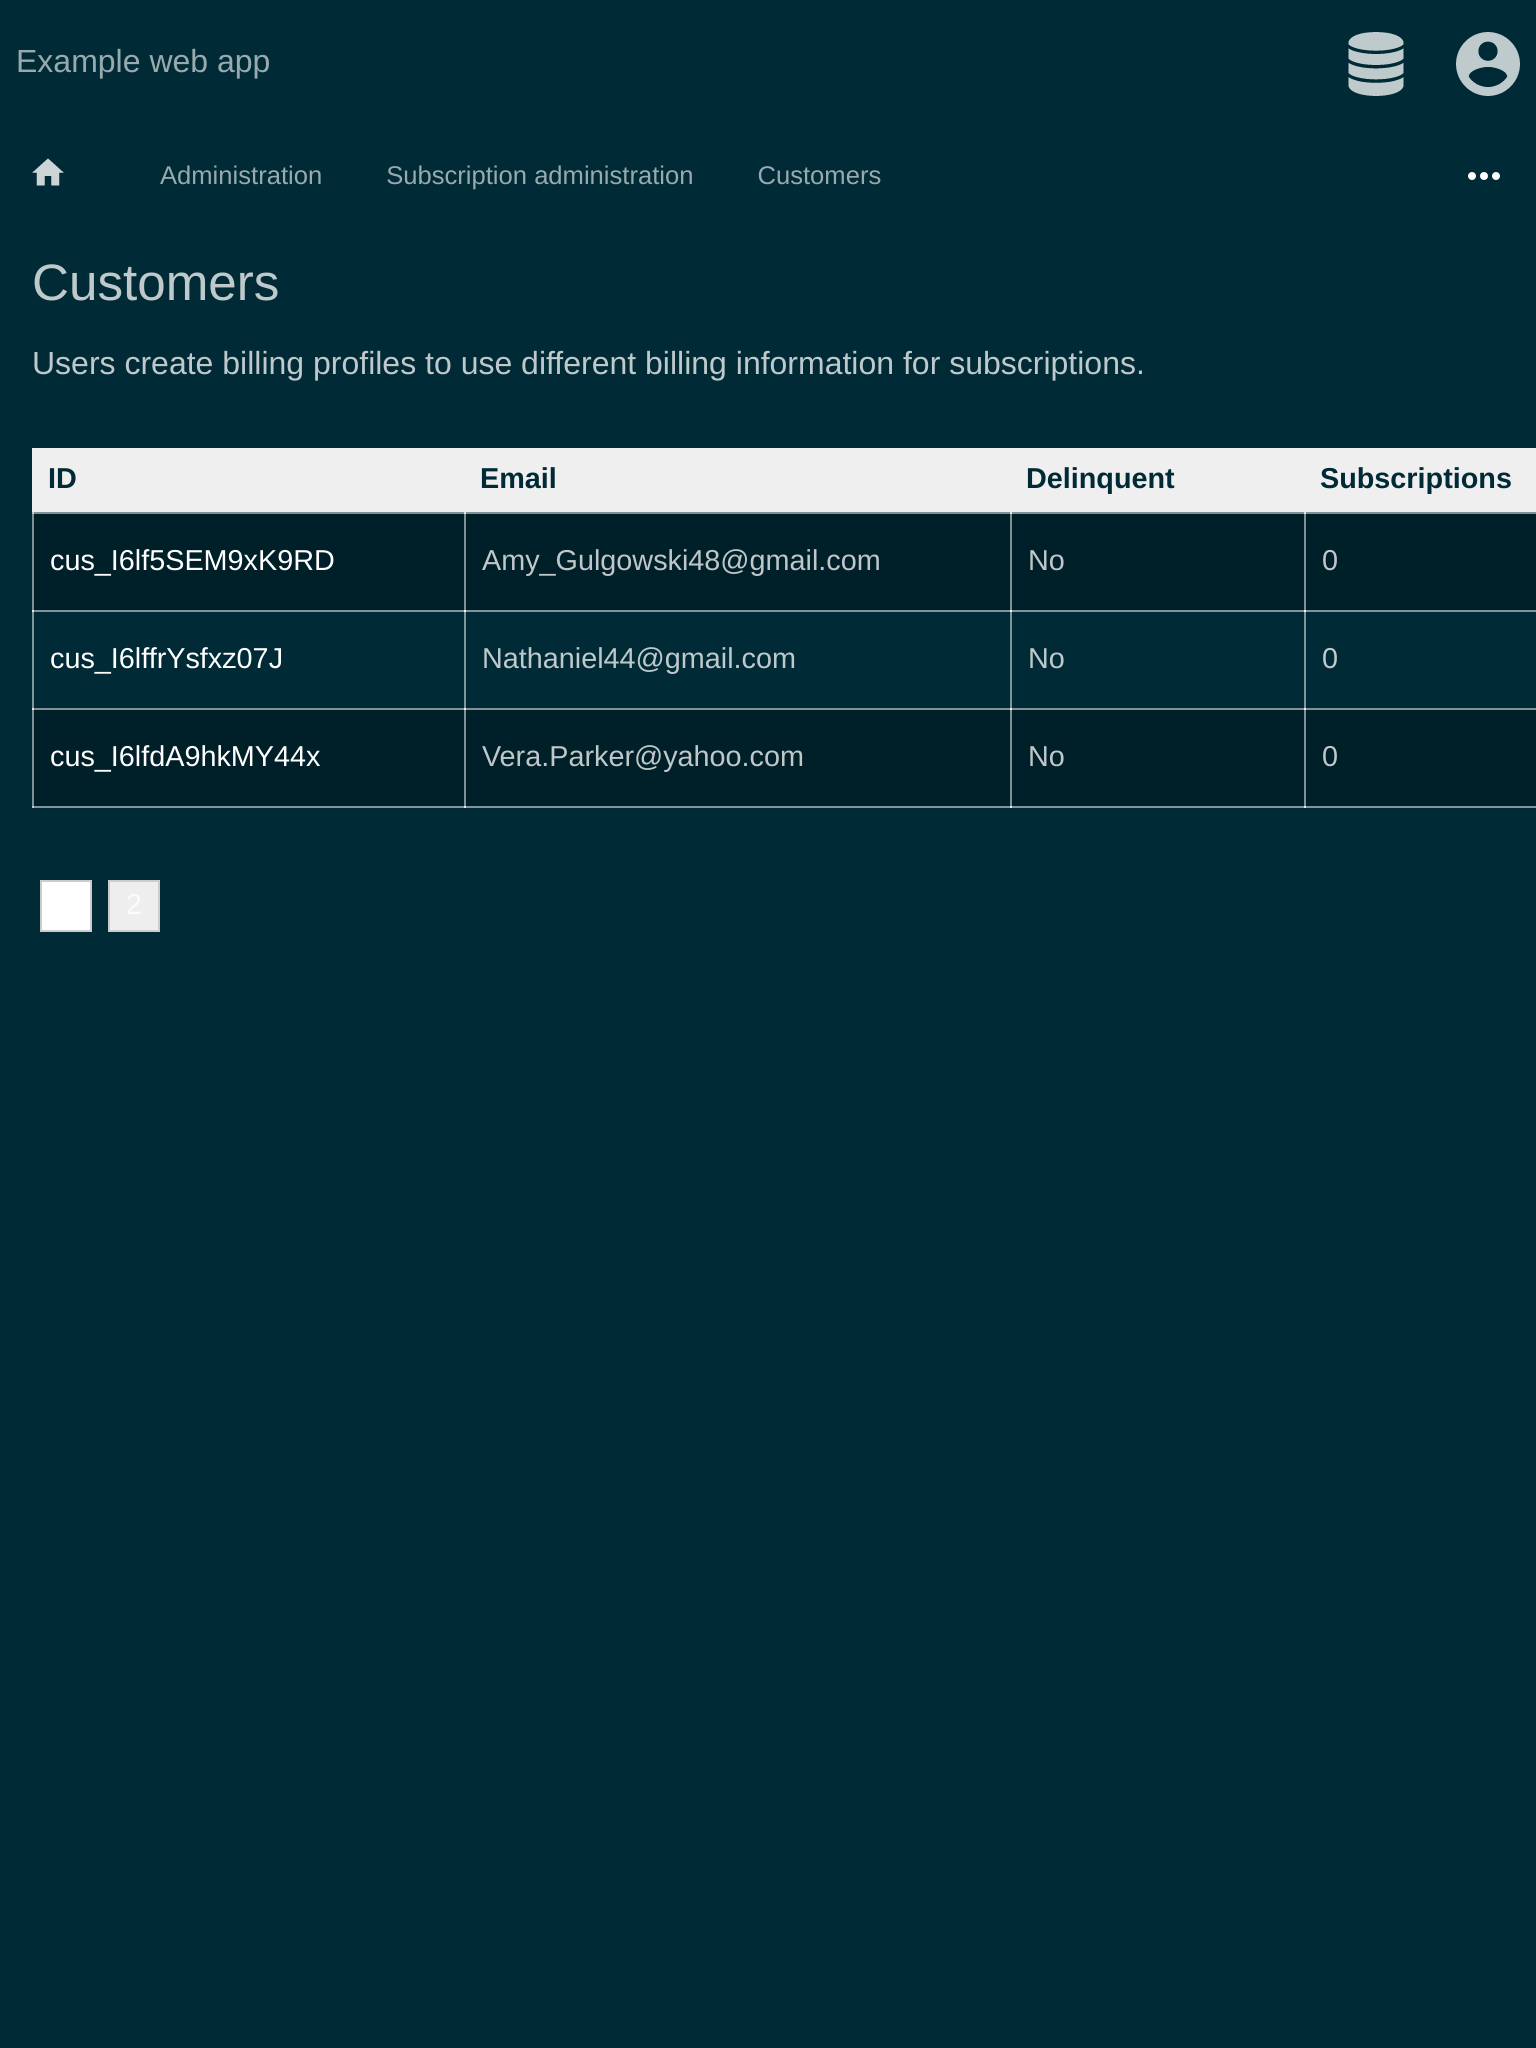 Example web app
Administration Subscription administration Customers
Customers
Users create billing profiles to use different billing information for subscriptions.
ID Email Delinquent Subscriptions
cus_I6lf5SEM9xK9RD Amy_Gulgowski48@gmail.com No 0
cus_I6lffrYsfxz07J Nathaniel44@gmail.com No 0
cus_I6lfdA9hkMY44x Vera.Parker@yahoo.com No 0
2